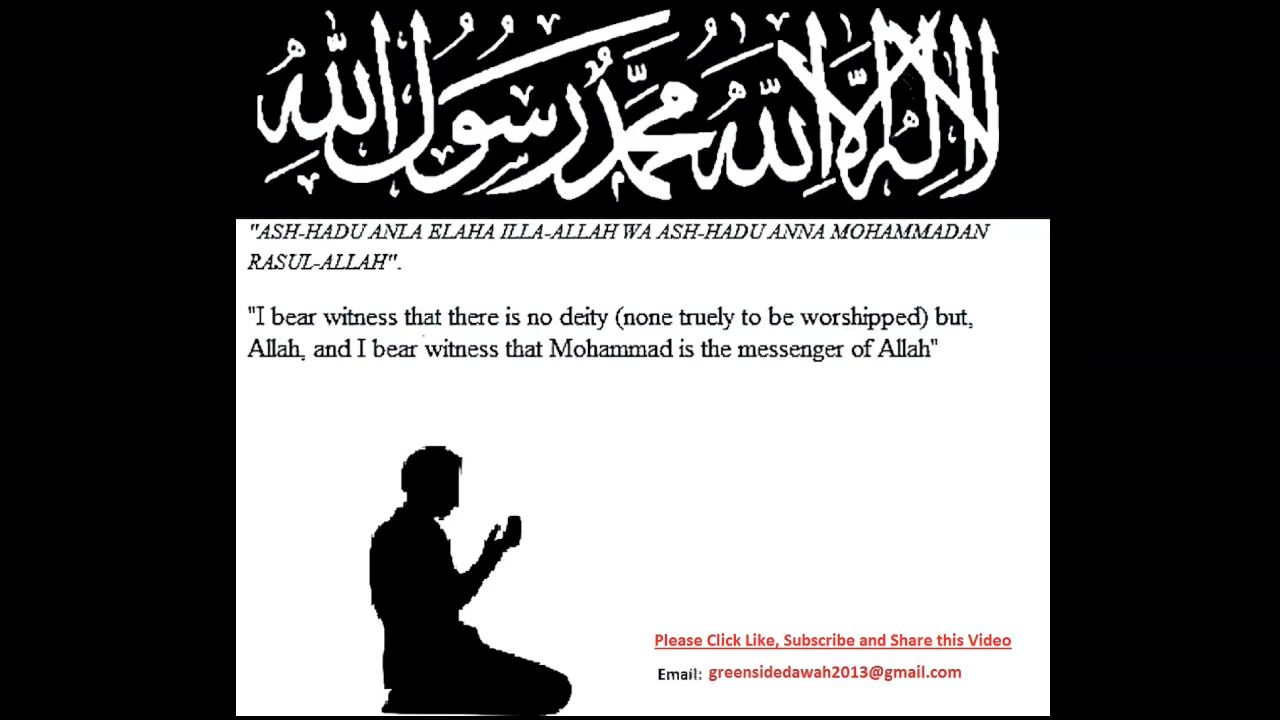 لا إله إلا الله محمد رسول الله
"ASH-HADU ANLA ELAHA ILLA-ALLAH WA ASH-HADU ANNA MOHAMMADAN
RASUL-ALLAH".
"I bear witness that there is no deity (none truely to be worshipped) but,
Allah, and I bear witness that Mohammad is the messenger of Allah"
Please Click Like, Subscribe and Share this Video
Email: greensidedawah2013@gmail.com